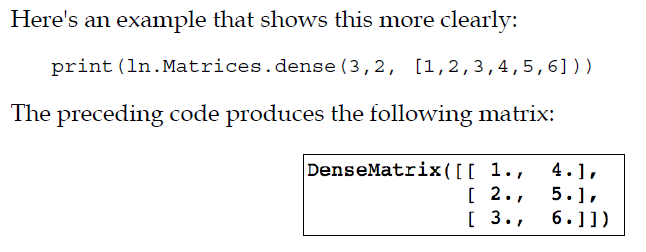 Here's an example that shows this more clearly:
print(ln.Matrices.dense(3,2, [1,2,3,4,5,6]))
The preceding code produces the following matrix:
DenseMatrix([[ 1., 4.],
[ 2., 5.],
[ 3., 6.]])